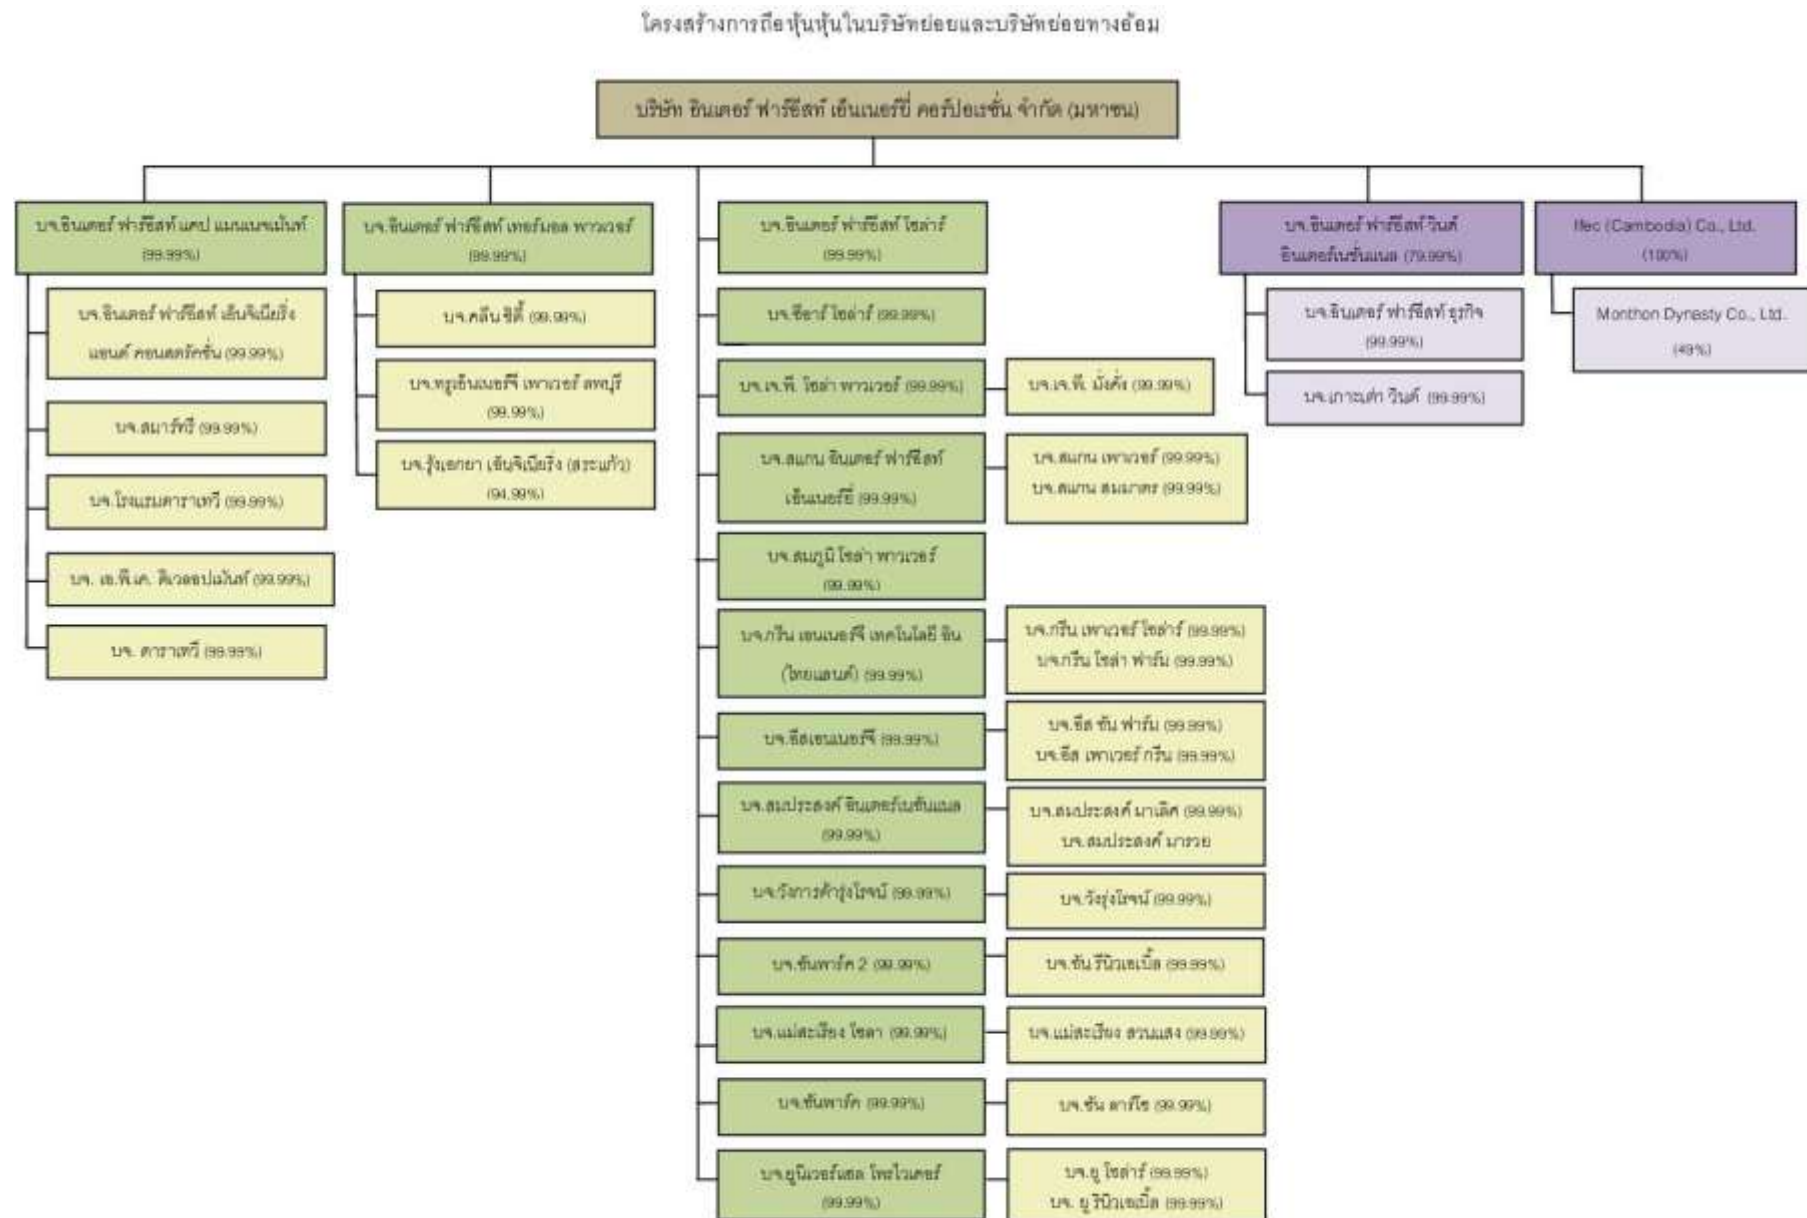 โครงสร้างการถือหุ้นหุ้นในบริษัทย่อยและบริษัทย่อยทางอ้อม
บริษัท อินเตอร์ ฟาร์อีสท์ เอ็นเนอร์ยี่ คอร์ปอเรชั่น จำกัด (มหาชน)
บจ.อินเตอร์ ฟาร์อีสท์ แคป แมนเนจเม้นท์
(99.99%)
บจ.อินเตอร์ ฟาร์อีสท์ เอ็นจิเนียริ่ง
แอนด์ คอนสตรัคชั่น (99.99%)
บจ.สมาร์ททรี (99.99%)
บจ.โรงแรมดาราเทวี (99.99%)
บจ. เอ.พี.เค. ดีเวลลอปเม้นท์ (99.99%)
บจ. ดาราเทวี (99.99%)
บจ.อินเตอร์ ฟาร์อีสท์ เทอร์มอล พาวเวอร์
(99.99%)
บจ.คลีน ซิตี้ (99.99%)
บจ.ทรูเอ็นเนอร์จี เพาเวอร์ ลพบุรี
(99.99%)
บจ.รุ้งเอกยา เอ็นจิเนียริ่ง (สระแก้ว)
(94.99%)
บจ.อินเตอร์ ฟาร์อีสท์ โซล่าร์
(99.99%)
บจ.ซีอาร์ โซล่าร์ (99.99%)
บจ.เจ.พี. โซล่า พาวเวอร์ (99.99%)
บจ.เจ.พี. มั่งคั่ง (99.99%)
บจ.สแกน อินเตอร์ ฟาร์อีสท์
เอ็นเนอร์ยี่ (99.99%)
บจ.สแกน เพาเวอร์ (99.99%)
บจ.สแกน สมมาตร (99.99%)
บจ.สมภูมิ โซล่า พาวเวอร์
(99.99%)
บจ.กรีน เอนเนอร์จี เทคโนโลยี อิน
(ไทยแลนด์) (99.99%)
บจ.กรีน เพาเวอร์ โซล่าร์ (99.99%)
บจ.กรีน โซล่า ฟาร์ม (99.99%)
บจ.อีสเอนเนอร์จี (99.99%)
บจ.อีส ซัน ฟาร์ม (99.99%)
บจ.อีส เพาเวอร์ กรีน (99.99%)
บจ.สมประสงค์ อินเตอร์เนชั่นแนล
(99.99%)
บจ.สมประสงค์ มาเลิศ (99.99%)
บจ.สมประสงค์ มารวย
บจ.วังการค้ารุ่งโรจน์ (99.99%)
บจ.วังรุ่งโรจน์ (99.99%)
บจ.ซันพาร์ค 2 (99.99%)
บจ.ซัน รีนิวเอเบิ้ล (99.99%)
บจ.แม่สะเรียง โซลา (99.99%)
บจ.แม่สะเรียง สวนแสง (99.99%)
บจ.ซันพาร์ค (99.99%)
บจ.ซัน ดาร์โซ (99.99%)
บจ.ยูนิเวอร์แซล โพรไวเดอร์
(99.99%)
บจ.ยู โซล่าร์ (99.99%)
บจ. ยู รีนิวเอเบิ้ล (99.99%)
บจ.อินเตอร์ ฟาร์อีสท์ วินด์
อินเตอร์เนชั่นแนล (79.99%)
บจ.อินเตอร์ ฟาร์อีสท์ ธุรกิจ
(99.99%)
บจ.เกาะเต่า วินด์ (99.99%)
Ifec (Cambodia) Co., Ltd.
(100%)
Monthon Dynasty Co., Ltd.
(49%)